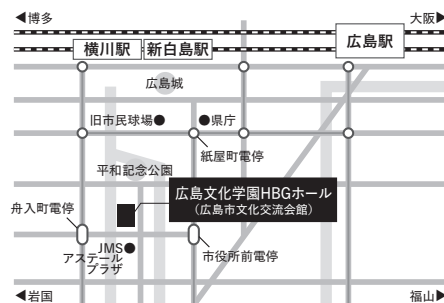 ◀博多
大阪▶
横川駅
新白島駅
広島駅
広島城
旧市民球場●
●県庁
紙屋町電停
平和記念公園
広島文化学園HBGホール
(広島市文化交流会館)
舟入町電停
JMS●
アステール
プラザ
市役所前電停
◀岩国
福山▶